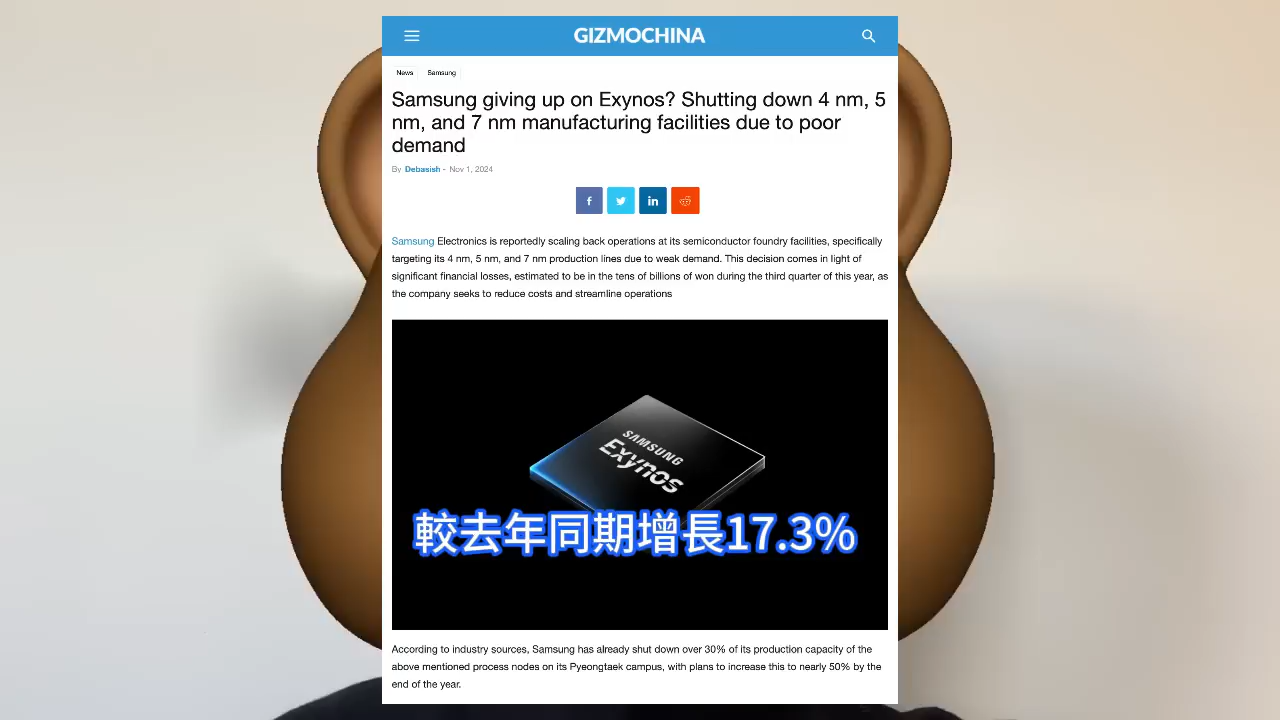 GIZMOCHINA
News Samsung
Samsung giving up on Exynos? Shutting down 4 nm, 5
nm, and 7 nm manufacturing facilities due to poor
demand
By Debasish - Nov 1, 2024
Samsung Electronics is reportedly scaling back operations at its semiconductor foundry facilities, specifically
targeting its 4 nm, 5 nm, and 7 nm production lines due to weak demand. This decision comes in light of
significant financial losses, estimated to be in the tens of billions of won during the third quarter of this year, as
the company seeks to reduce costs and streamline operations
SAMSUNG
Exynos
較去年同期增長17.3%
According to industry sources, Samsung has already shut down over 30% of its production capacity of the
above mentioned process nodes on its Pyeongtaek campus, with plans to increase this to nearly 50% by the
end of the year.